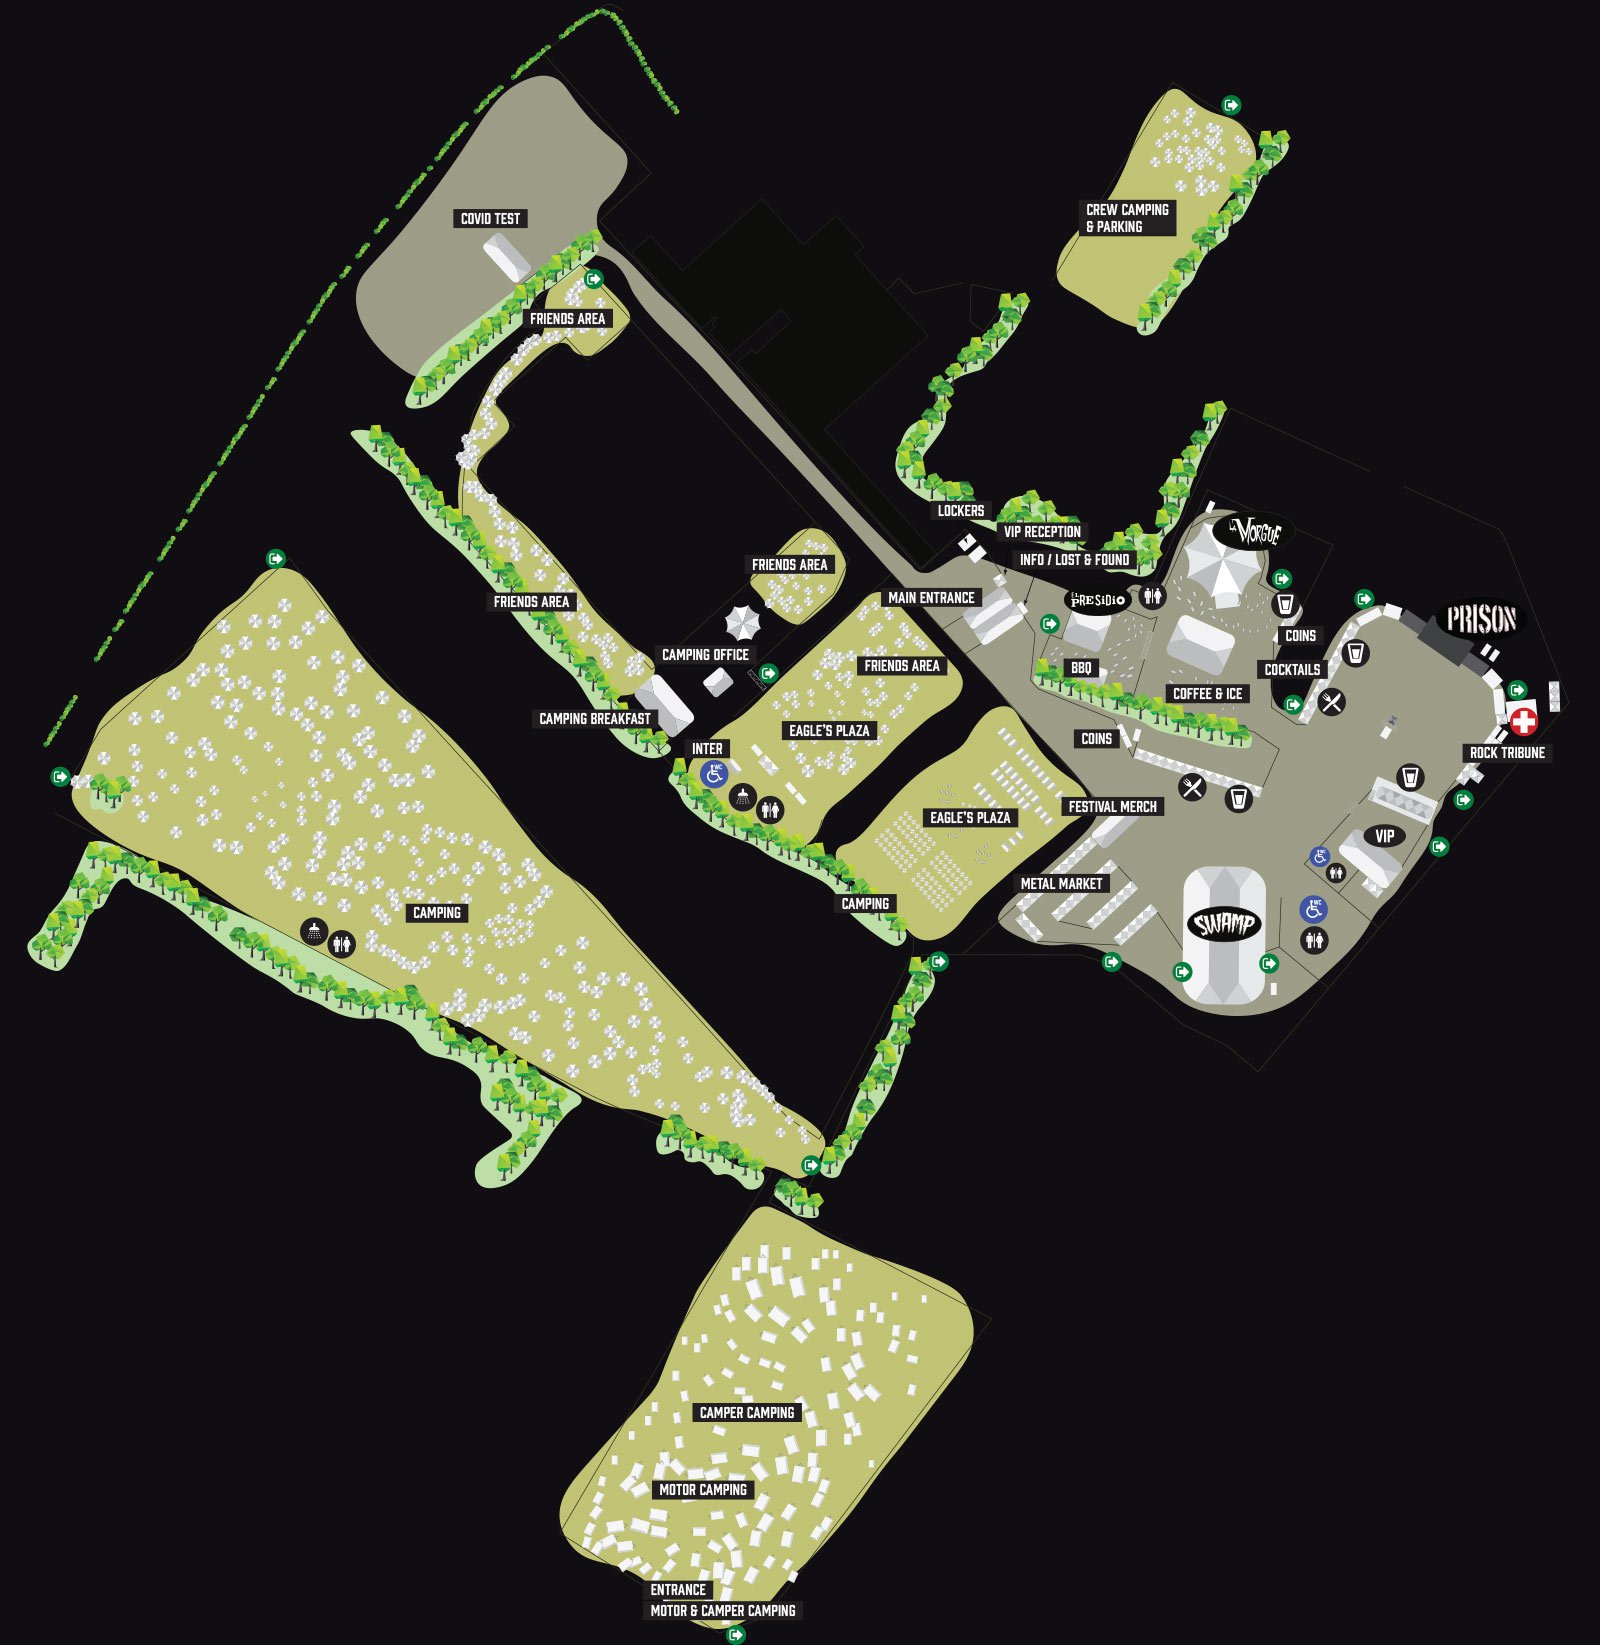 COVID TEST
CREW CAMPING
& PARKING
FRIENDS AREA
LOCKERS
LA MORGUE
VIP RECEPTION
INFO / LOST & FOUND
FRIENDS AREA
MAIN ENTRANCE
EL PRESIDIO
FRIENDS AREA
PRISON
COINS
CAMPING OFFICE
FRIENDS AREA
BBQ
COCKTAILS
COFFEE & ICE
CAMPING BREAKFAST
EAGLE'S PLAZA
COINS
INTER
ROCK TRIBUNE
WC
FESTIVAL MERCH
EAGLE'S PLAZA
VIP
WC
METAL MARKET
CAMPING
WC
CAMPING
SWAMP
CAMPER CAMPING
MOTOR CAMPING
ENTRANCE
MOTOR & CAMPER CAMPING